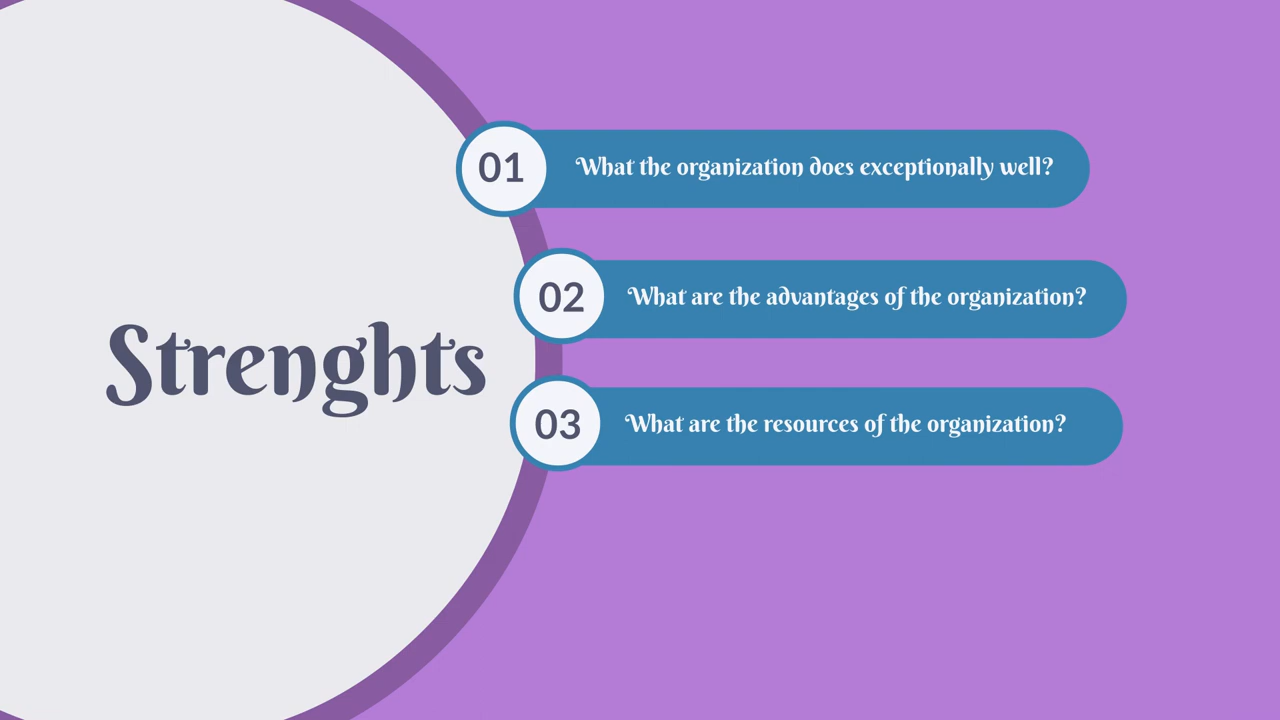 Strenghts
01
What the organization does exceptionally well?
02
What are the advantages of the organization?
03
What are the resources of the organization?